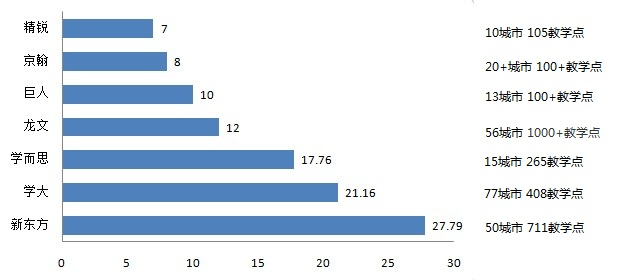 精锐 7 10城市 105教学点
京翰 8 20+城市 100+教学点
巨人 10 13城市 100+教学点
龙文 12 56城市 1000+教学点
学而思 17.76 15城市 265教学点
学大 21.16 77城市 408教学点
新东方 27.79 50城市 711教学点
0 5 10 15 20 25 30